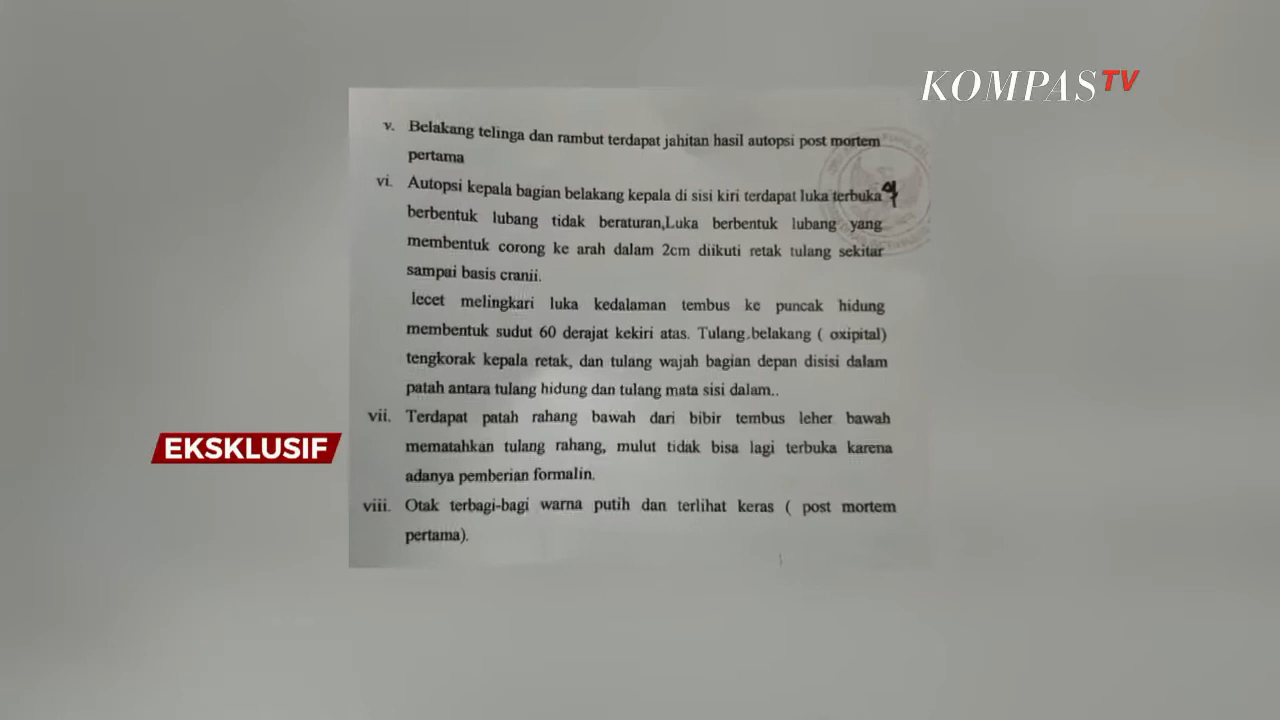 KOMPASTV
v. Belakang telinga dan rambut terdapat jahitan hasil autopsi post mortem
pertama
vi. Autopsi kepala bagian belakang kepala di sisi kiri terdapat luka terbuka
berbentuk lubang tidak beraturan,Luka berbentuk lubang yang
membentuk corong ke arah dalam 2cm diikuti retak tulang sekitar
sampai basis cranii.
lecet melingkari luka kedalaman tembus ke puncak hidung
membentuk sudut 60 derajat kekiri atas. Tulang.belakang ( oxipital)
tengkorak kepala retak, dan tulang wajah bagian depan disisi dalam
patah antara tulang hidung dan tulang mata sisi dalam..
vii. Terdapat patah rahang bawah dari bibir tembus leher bawah
mematahkan tulang rahang, mulut tidak bisa lagi terbuka karena
adanya pemberian formalin.
viii. Otak terbagi-bagi warna putih dan terlihat keras ( post mortem
pertama).
EKSKLUSIF